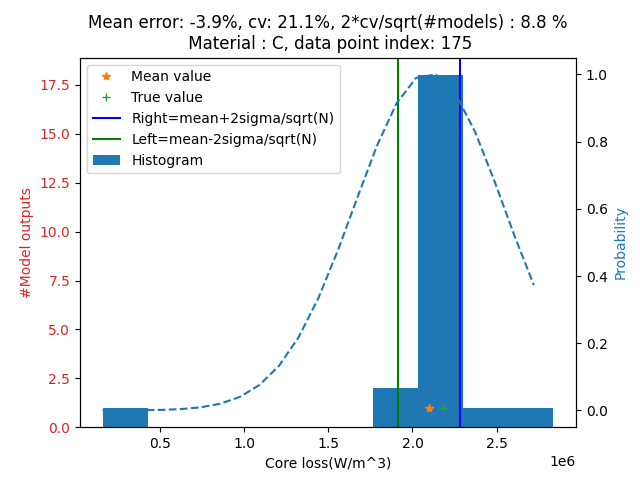 Mean error: -3.9%, cv: 21.1%, 2*cv/sqrt(#models) : 8.8 %
Material : C, data point index: 175
Mean value
True value
Right=mean+2sigma/sqrt(N)
Left=mean-2sigma/sqrt(N)
Histogram
#Model outputs
17.5
15.0
12.5
10.0
7.5
5.0
2.5
0.0
Probability
1.0
0.8
0.6
0.4
0.2
0.0
0.5
1.0
1.5
2.0
2.5
1e6
Core loss(W/m^3)